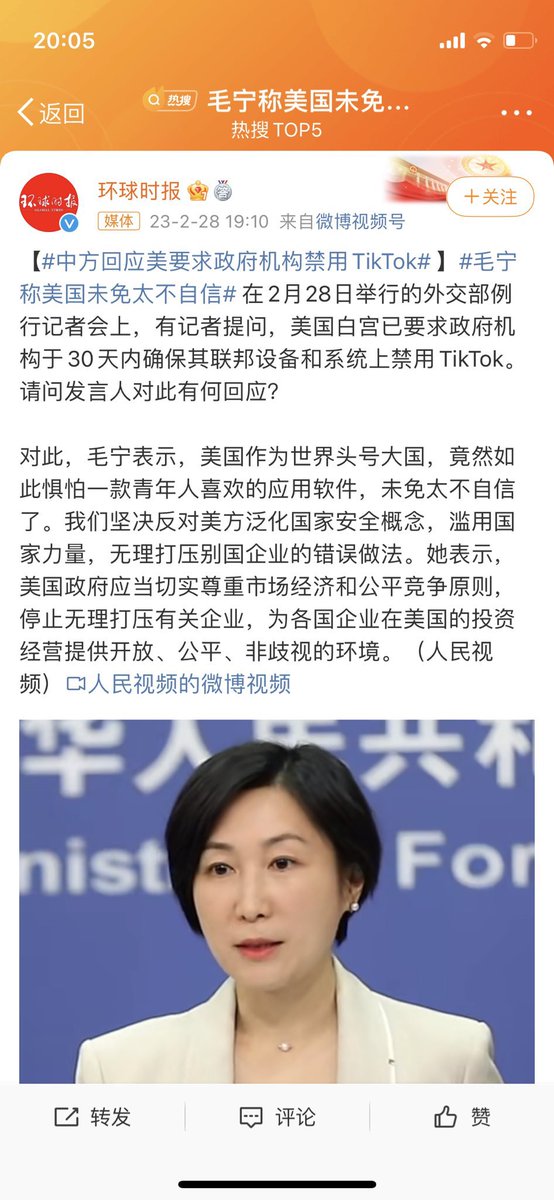 20:05
返回
热搜
毛宁称美国未免...
热搜 TOP5
环球时报
GLOBAL TIMES
环球时报
+关注
媒体 23-2-28 19:10 来自微博视频号
【#中方回应美要求政府机构禁用TikTok#】#毛宁
称美国未免太不自信# 在2月28日举行的外交部例
行记者会上，有记者提问，美国白宫已要求政府机
构于30天内确保其联邦设备和系统上禁用TikTok。
请问发言人对此有何回应？
对此，毛宁表示，美国作为世界头号大国，竟然如
此惧怕一款青年人喜欢的应用软件，未免太不自信
了。我们坚决反对美方泛化国家安全概念，滥用国
家力量，无理打压别国企业的错误做法。她表示，
美国政府应当切实尊重市场经济和公平竞争原则，
停止无理打压有关企业，为各国企业在美国的投资
经营提供开放、公平、非歧视的环境。（人民视
频）人民视频的微博视频
华人民共和
nist
For
转发
评论
赞